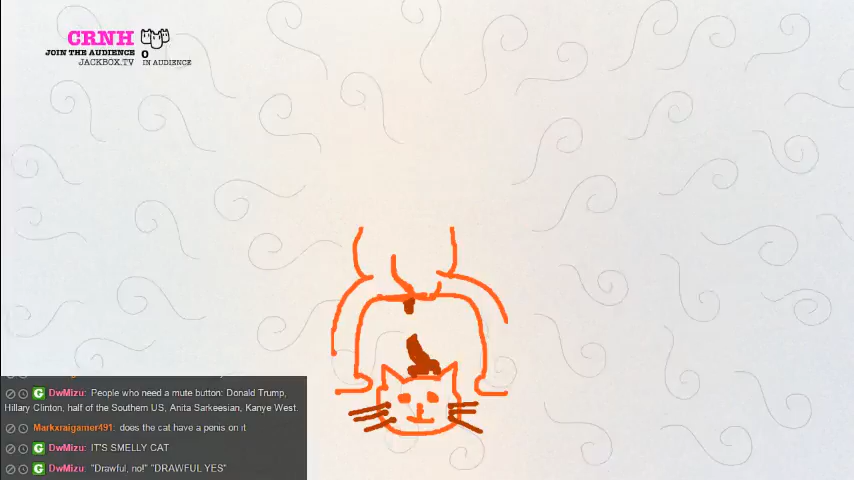 CRNH
JOIN THE AUDIENCE
JACKBOX.TV
0
IN AUDIENCE
DwMizu: People who need a mute button: Donald Trump,
Hillary Clinton, half of the Southern US, Anita Sarkeesian, Kanye West.
Markxraigamer491: does the cat have a penis on it
DwMizu: IT'S SMELLY CAT
DwMizu: "Drawful, no!" "DRAWFUL YES"